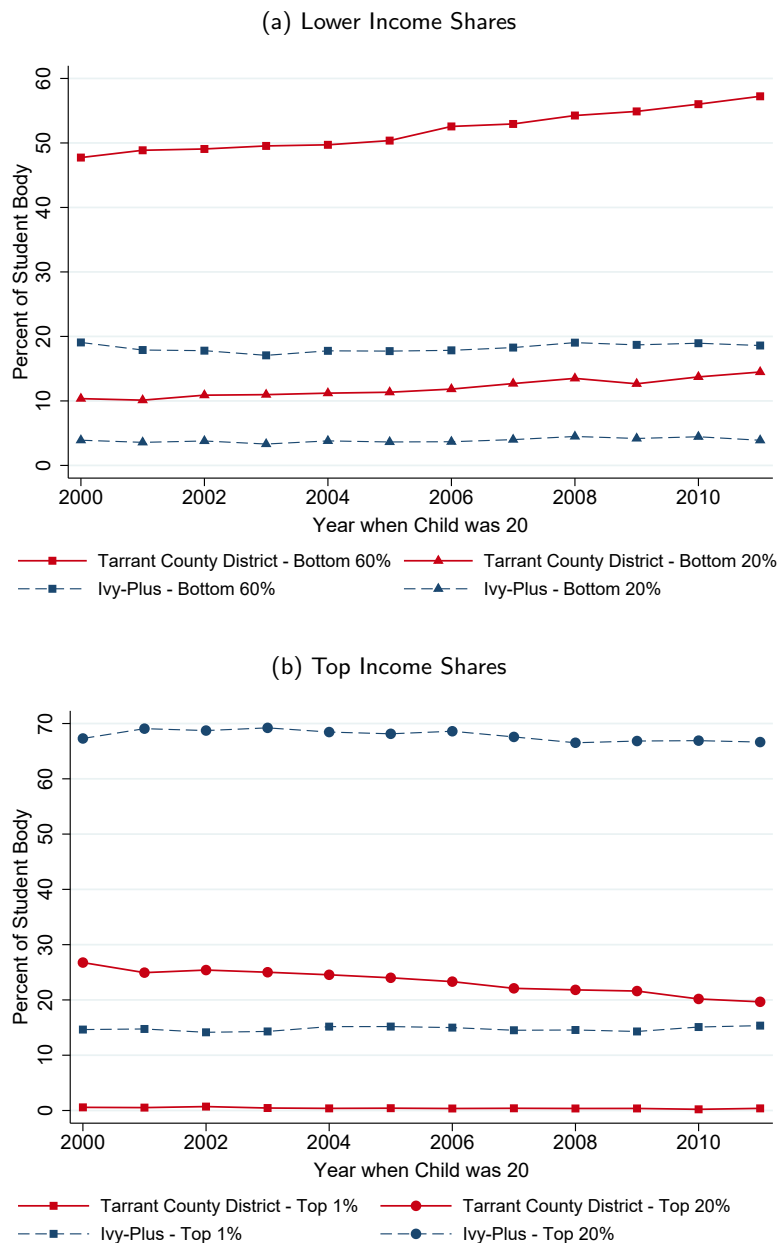 (a) Lower Income Shares
Percent of Student Body
60
50
40
30
20
10
0
2000 2002 2004 2006 2008 2010
Year when Child was 20
Tarrant County District - Bottom 60% Tarrant County District - Bottom 20%
Ivy-Plus - Bottom 60% Ivy-Plus - Bottom 20%
(b) Top Income Shares
Percent of Student Body
70
60
50
40
30
20
10
0
2000 2002 2004 2006 2008 2010
Year when Child was 20
Tarrant County District - Top 1% Tarrant County District - Top 20%
Ivy-Plus - Top 1% Ivy-Plus - Top 20%